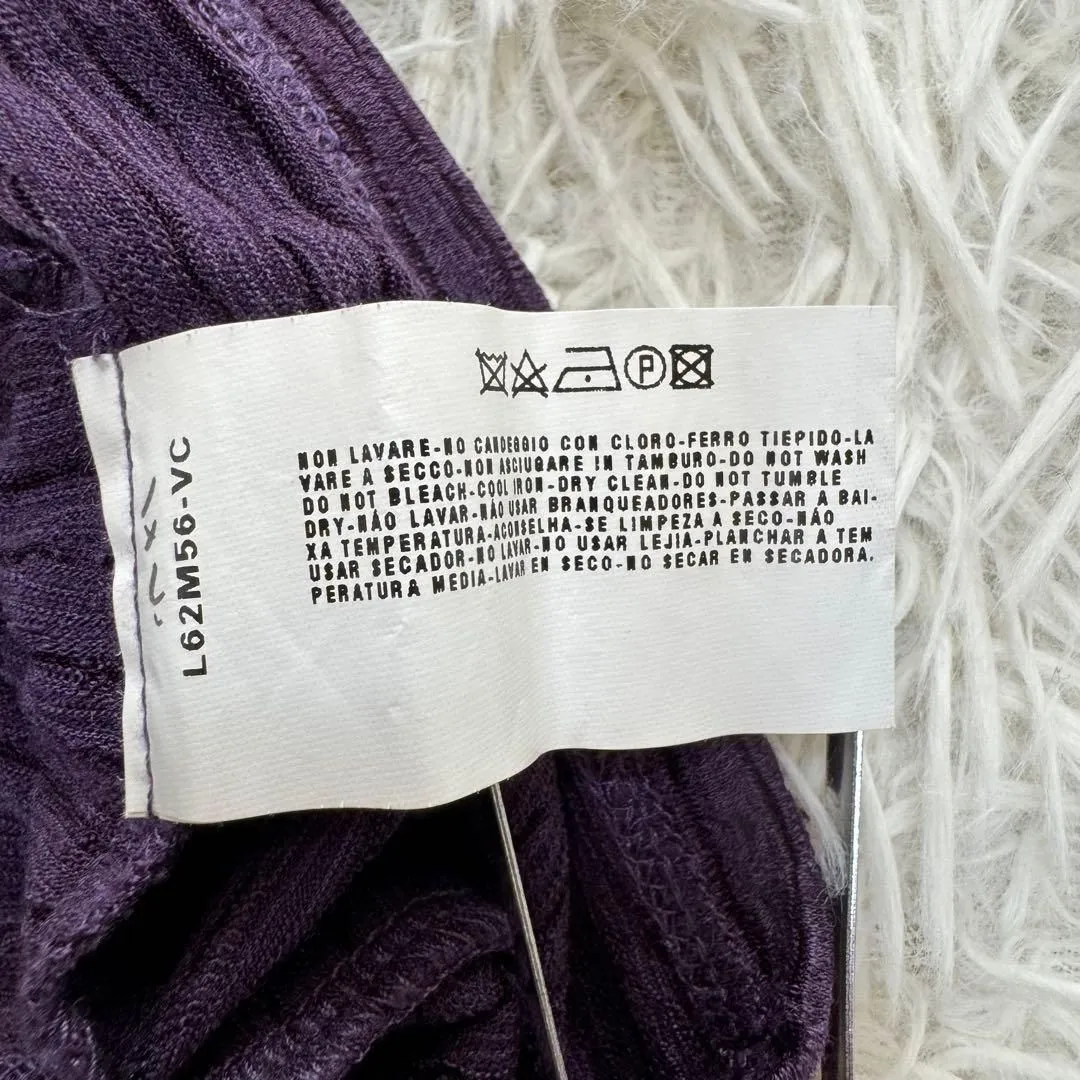 P
NON LAVARE-NO CANDEGGIO CON CLORO-FERRO TIEPIDO-LA
VARE A SECCO-NON ASCIUGARE IN TAMBURO-DO NOT WASH
DO NOT BLEACH-COOL IRON-DRY CLEAN-DO NOT TUMBLE
DRY-NÃO LAVAR-NÃO USAR BRANQUEADORES-PASSAR A BAI-
XA TEMPERATURA-ACONSELHA-SE LIMPEZA A SECO-NÃO
USAR SECADOR-NO LAVAR-NO USAR LEJIA-PLANCHAR A TEM
PERATURA MEDIA-LAVAR EN SECO-NO SECAR EN SECADORA.
L62M56-VC